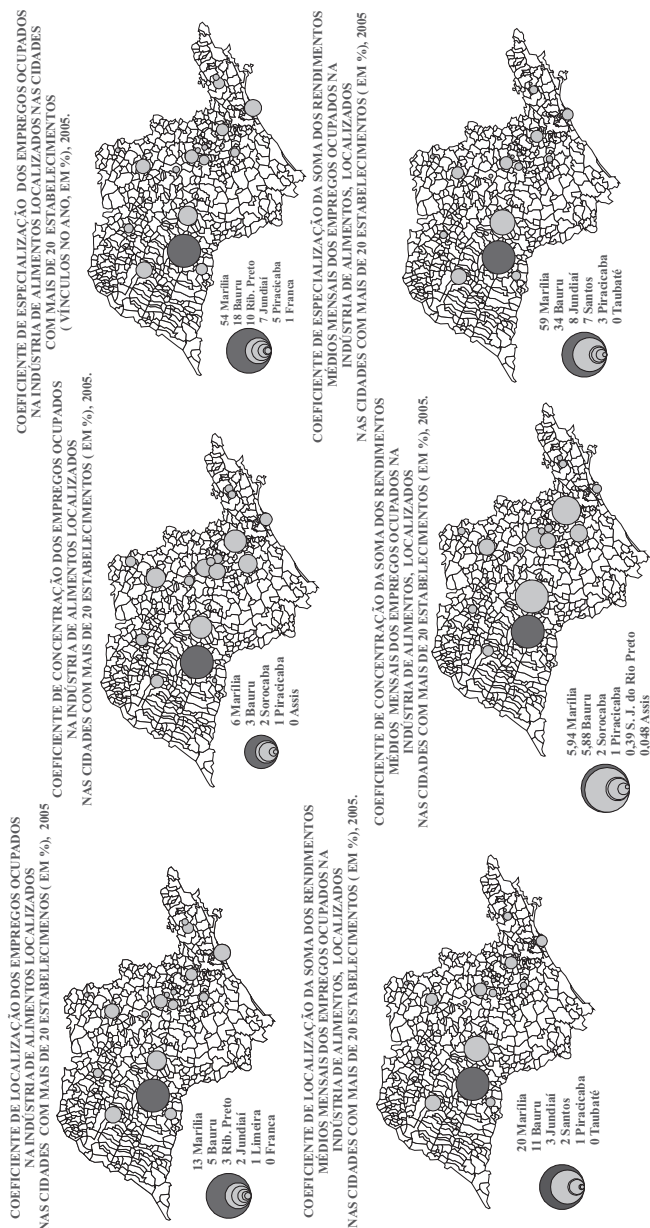 COEFICIENTE DE LOCALIZAÇÃO DOS EMPREGOS OCUPADOS
NA INDÚSTRIA DE ALIMENTOS LOCALIZADOS
NAS CIDADES COM MAIS DE 20 ESTABELECIMENOS ( EM %), 2005
13 Marília
5 Bauru
3 Rib. Preto
2 Jundiaí
1 Limeira
0 Franca
COEFICIENTE DE CONCENTRAÇÃO DOS EMPREGOS OCUPADOS
NA INDÚSTRIA DE ALIMENTOS LOCALIZADOS
NAS CIDADES COM MAIS DE 20 ESTABELECIMENTOS ( EM %), 2005.
6 Marília
3 Bauru
2 Sorocaba
1 Piracicaba
0 Assis
COEFICIENTE DE ESPECIALIZAÇÃO DOS EMPREGOS OCUPADOS
NA INDÚSTRIA DE ALIMENTOS LOCALIZADOS NAS CIDADES
COM MAIS DE 20 ESTABELECIMENTOS
( VÍNCULOS NO ANO, EM %), 2005.
54 Marília
18 Bauru
10 Rib. Preto
7 Jundiaí
5 Piracicaba
1 Franca
COEFICIENTE DE LOCALIZAÇÃO DA SOMA DOS RENDIMENTOS
MÉDIOS MENSAIS DOS EMPREGOS OCUPADOS NA
INDÚSTRIA DE ALIMENTOS, LOCALIZADOS
NAS CIDADES COM MAIS DE 20 ESTABELECIMENTOS ( EM %), 2005.
20 Marília
11 Bauru
3 Jundiaí
2 Santos
1 Piracicaba
0 Taubaté
COEFICIENTE DE CONCENTRAÇÃO DA SOMA DOS RENDIMENTOS
MÉDIOS MENSAIS DOS EMPREGOS OCUPADOS NA
INDÚSTRIA DE ALIMENTOS, LOCALIZADOS
NAS CIDADES COM MAIS DE 20 ESTABELECIMENTOS ( EM %), 2005.
5,94 Marília
5,88 Bauru
2 Sorocaba
1 Piracicaba
0,39 S. J. do Rio Preto
0,048 Assis
COEFICIENTE DE ESPECIALIZAÇÃO DA SOMA DOS RENDIMENTOS
MÉDIOS MENSAIS DOS EMPREGOS OCUPADOS NA
INDÚSTRIA DE ALIMENTOS, LOCALIZADOS
NAS CIDADES COM MAIS DE 20 ESTABELECIMENTOS ( EM %), 2005
59 Marília
34 Bauru
8 Jundiaí
7 Santos
3 Piracicaba
0 Taubaté